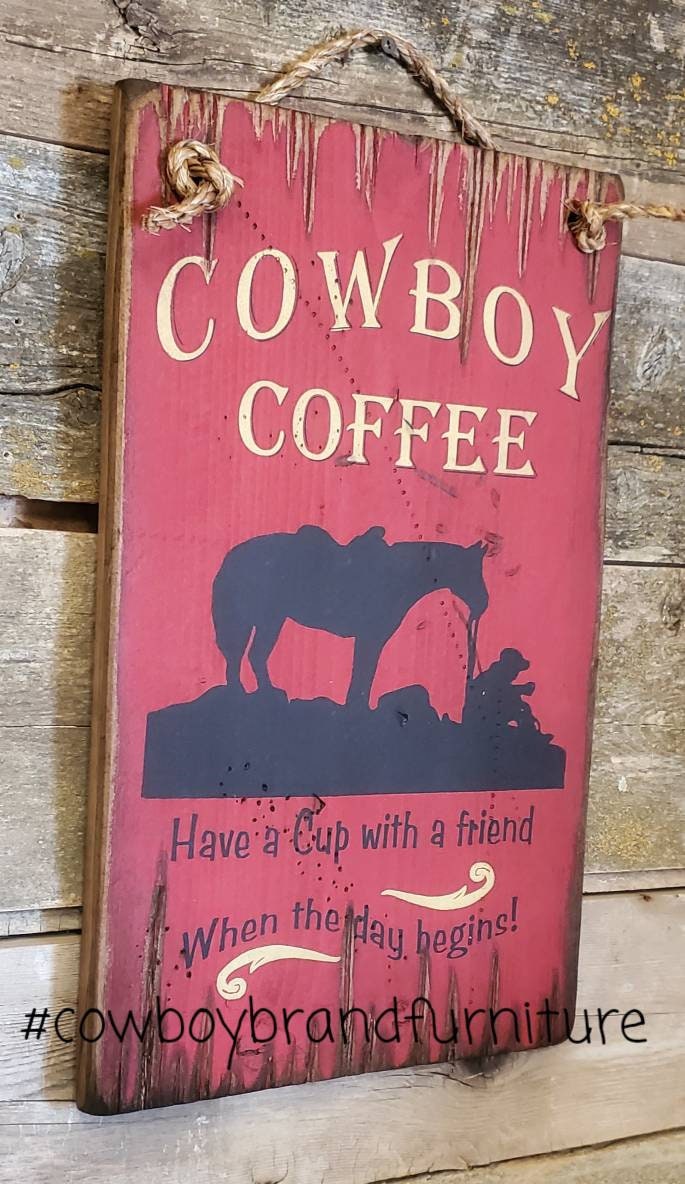 COWBOY
COFFEE
Have a Cup with a friend
When the day begins!
#cowboybrandfurniture